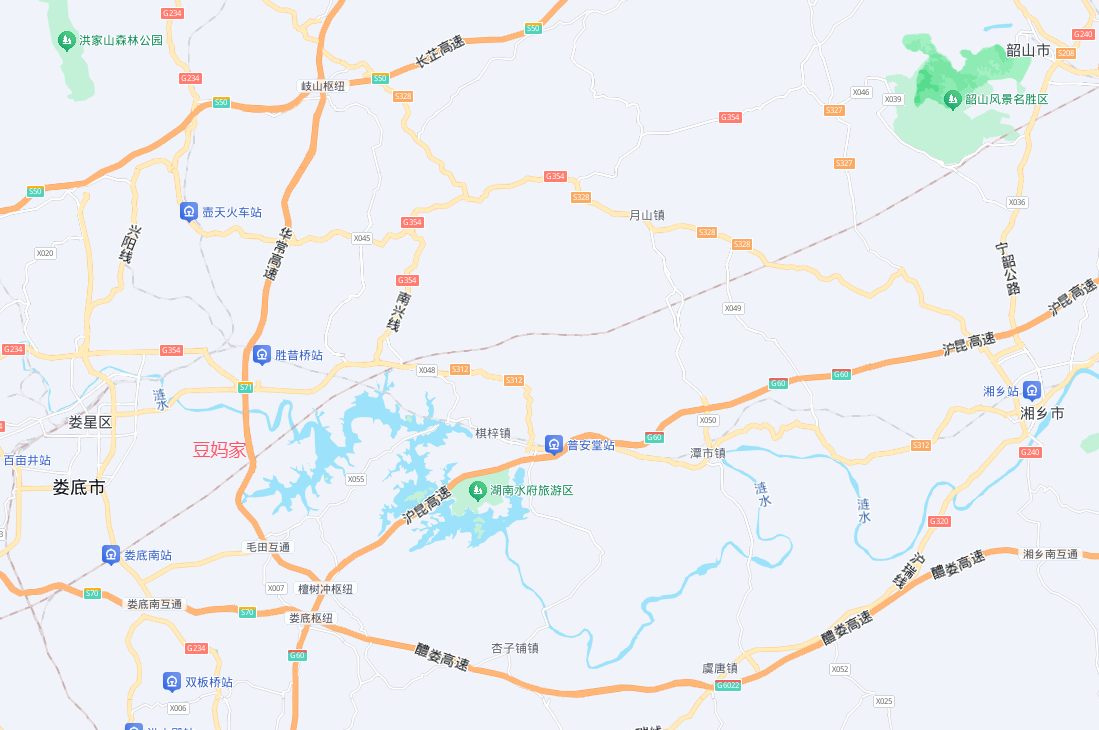 G234
S50
G240
洪家山森林公园
长芷高速
韶山市
S208
G234
S50
岐山枢纽
S328
X046
X039
韶山风景名胜区
S50
S327
G354
S327
G354
S50
S328
X036
壶天火车站
月山镇
G354
S328
S328
兴阳线
华常高速
X045
X020
宁韶公路
G354
南兴线
X049
沪昆高速
G234
G354
胜昔桥站
沪昆高速
X048
S312
S312
G60
G60
S71
涟水
湘乡站
湘乡市
娄星区
X050
棋梓镇
普安堂站
G60
S312
豆妈家
百亩井站
潭市镇
G240
娄底市
X055
湖南水府旅游区
沪昆高速
涟水
涟水
G320
毛田互通
娄底南站
沪瑞线
醴娄高速
湘乡南互通
S70
X007
檀树冲枢纽
娄底南互通
S70
娄底枢纽
醴娄高速
G234
G60
醴娄高速
杏子铺镇
虞唐镇
X052
双板桥站
G6022
X006
X025